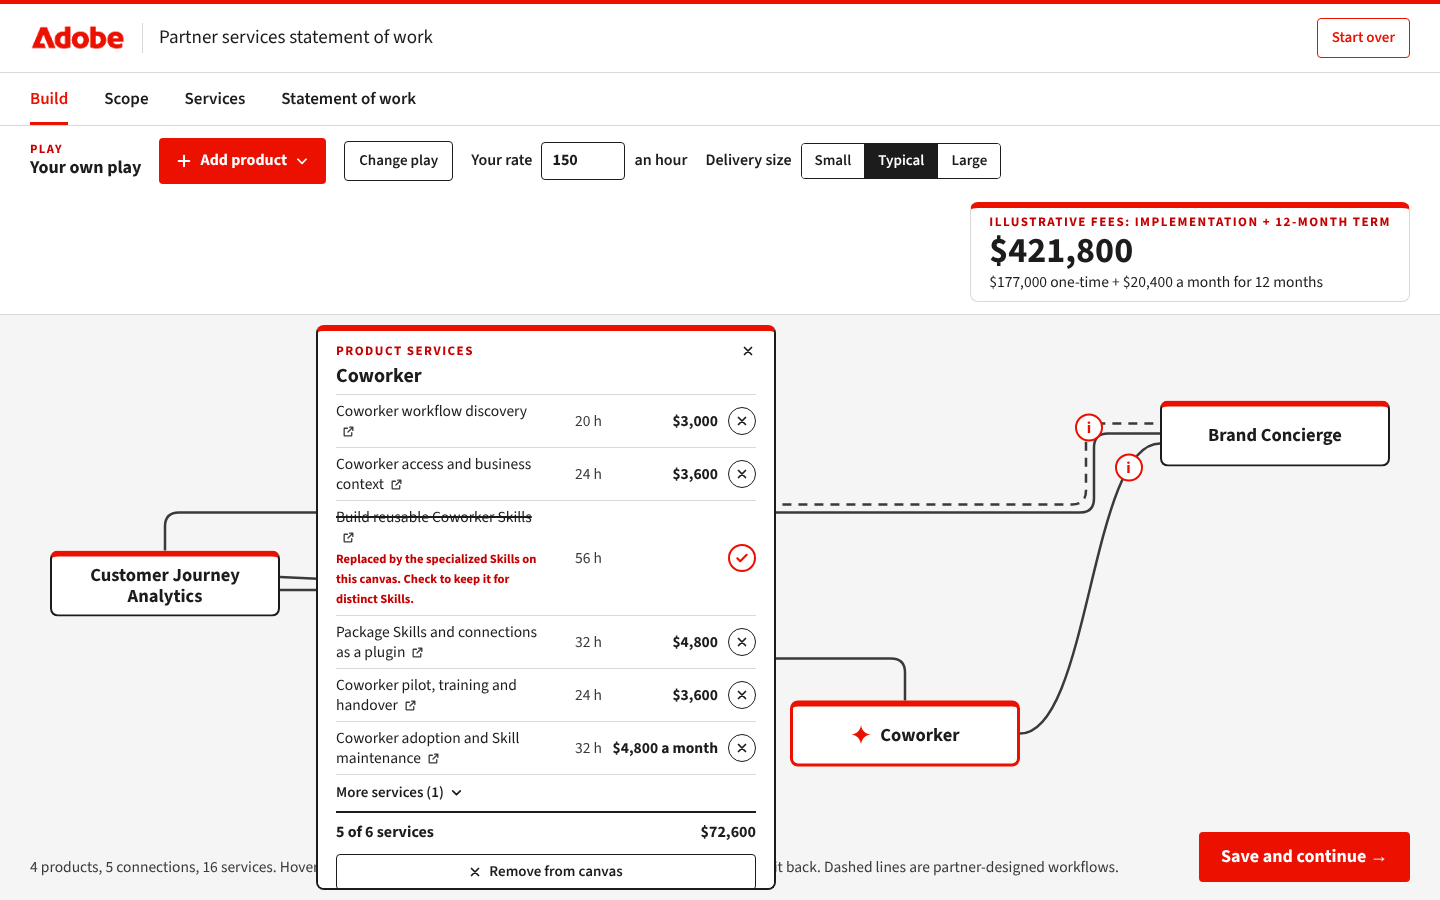 Adobe
Partner services statement of work
Start over
Build
Scope
Services
Statement of work
PLAY
Your own play
Add product
Change play
Your rate
150
an hour
Delivery size
Small
Typical
Large
ILLUSTRATIVE FEES: IMPLEMENTATION + 12-MONTH TERM
$421,800
$177,000 one-time + $20,400 a month for 12 months
PRODUCT SERVICES
Coworker
Coworker workflow discovery
20 h
$3,000
Coworker access and business
context
24 h
$3,600
Build reusable Coworker Skills
Replaced by the specialized Skills on
this canvas. Check to keep it for
distinct Skills.
56 h
Package Skills and connections
as a plugin
32 h
$4,800
Coworker pilot, training and
handover
24 h
$3,600
Coworker adoption and Skill
maintenance
32 h
$4,800 a month
More services (1)
5 of 6 services
$72,600
Remove from canvas
Customer Journey
Analytics
i
i
Brand Concierge
Coworker
4 products, 5 connections, 16 services. Hover
it back. Dashed lines are partner-designed workflows.
Save and continue →